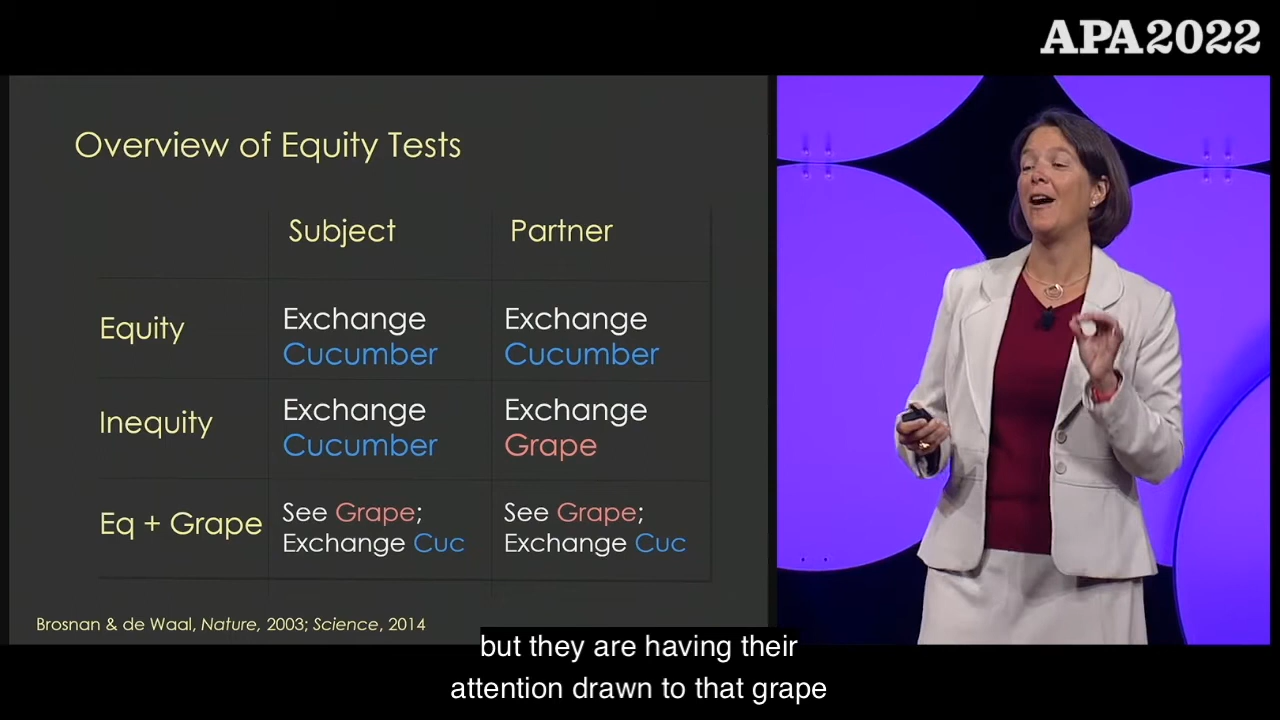 APA2022
Overview of Equity Tests
Subject Partner
Equity
Exchange
Cucumber
Exchange
Cucumber
Inequity
Exchange
Cucumber
Exchange
Grape
Eq + Grape
See Grape;
Exchange Cuc
See Grape;
Exchange Cuc
Brosnan & de Waal, Nature, 2003; Science, 2014
but they are having their
attention drawn to that grape